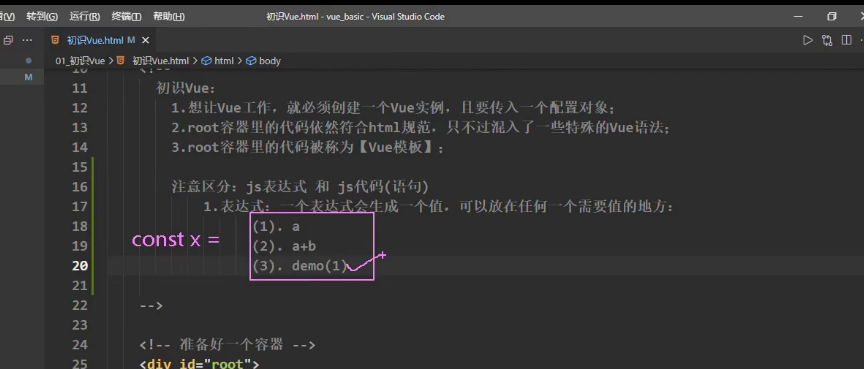 转到(G) 运行(R) 终端(T) 帮助(H) 初识Vue.html - vue_basic - Visual Studio Code
初识Vue.html M
01_初识Vue > 初识Vue.html > html > body
M
11 初识Vue:
12 1.想让Vue工作，就必须创建一个Vue实例，且要传入一个配置对象；
13 2.root容器里的代码依然符合html规范，只不过混入了一些特殊的Vue语法；
14 3.root容器里的代码被称为【Vue模板】；
15
16 注意区分：js表达式 和 js代码(语句)
17 1.表达式：一个表达式会生成一个值，可以放在任何一个需要值的地方：
18 (1). a
const x =
19 (2). a+b
20 (3). demo(1)
21
22 -->
23
24 <!-- 准备好一个容器 -->
25 <div id="root">